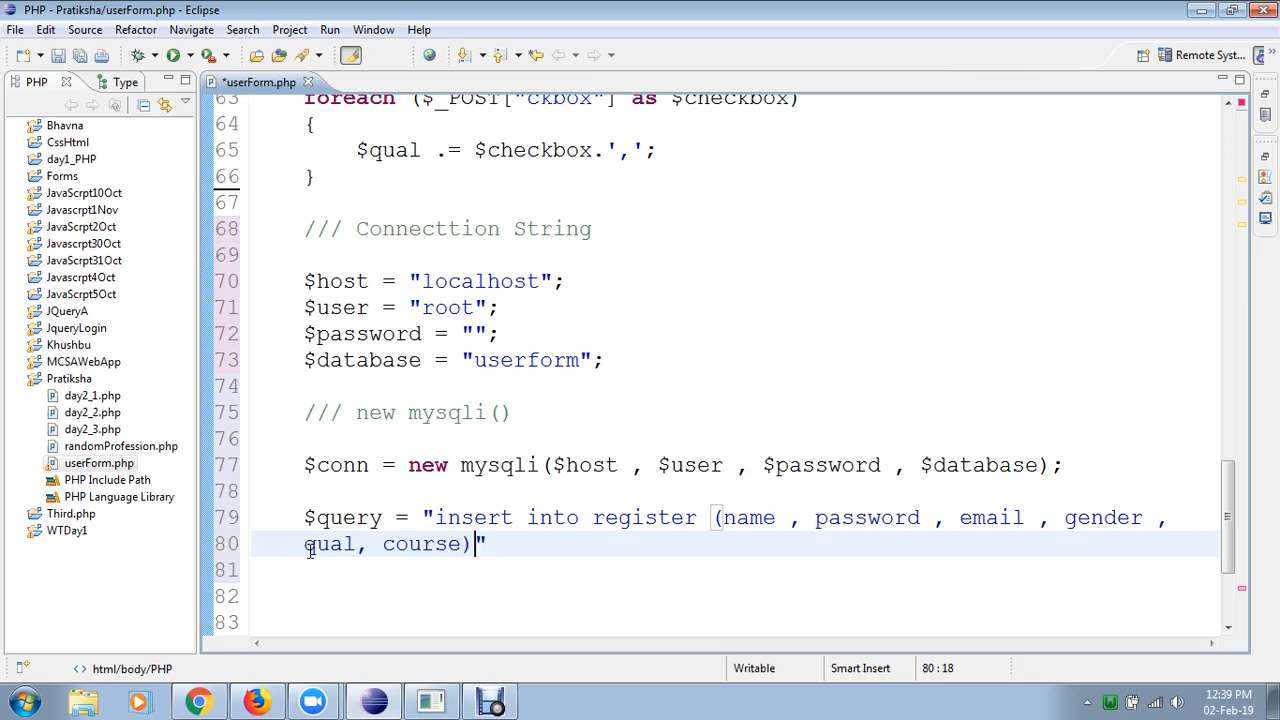 PHP - Pratiksha/userForm.php - Eclipse
File Edit Source Refactor Navigate Search Project Run Window Help
Remote Syst...
PHP Type
*userForm.php
Bhavna
CssHtml
day1_PHP
Forms
JavaScrpt10Oct
Javascrpt1Nov
JavaScrpt2Oct
Javascrpt30Oct
JavaScrpt31Oct
Javscrpt4Oct
JavaScrpt5Oct
JQueryA
JqueryLogin
Khushbu
MCSAWebApp
Pratiksha
day2_1.php
day2_2.php
day2_3.php
randomProfession.php
userForm.php
PHP Include Path
PHP Language Library
Third.php
WTDay1
63 foreach ($_POST["ckbox"] as $checkbox)
64 {
65 $qual .= $checkbox.',';
66 }
67
68 /// Connecttion String
69
70 $host = "localhost";
71 $user = "root";
72 $password = "";
73 $database = "userform";
74
75 /// new mysqli()
76
77 $conn = new mysqli($host , $user , $password , $database);
78
79 $query = "insert into register (name , password , email , gender ,
80 qual, course)"
81
82
83
html/body/PHP
Writable
Smart Insert
80 : 18
12:39 PM
02-Feb-19